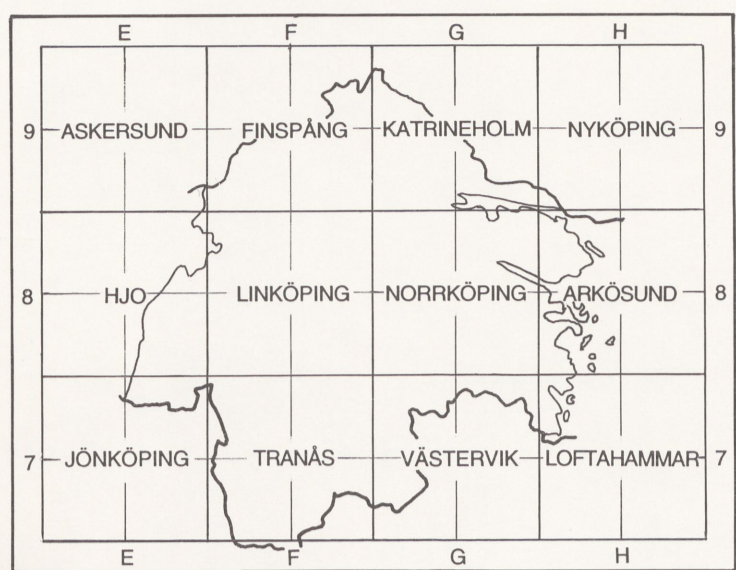 E F G H
9 ASKERSUND FINSPÅNG KATRINEHOLM NYKÖPING 9
8 HJO LINKÖPING NORRKÖPING ARKÖSUND 8
7 JÖNKÖPING TRANÅS VÄSTERVIK LOFTAHAMMAR 7
E F G H